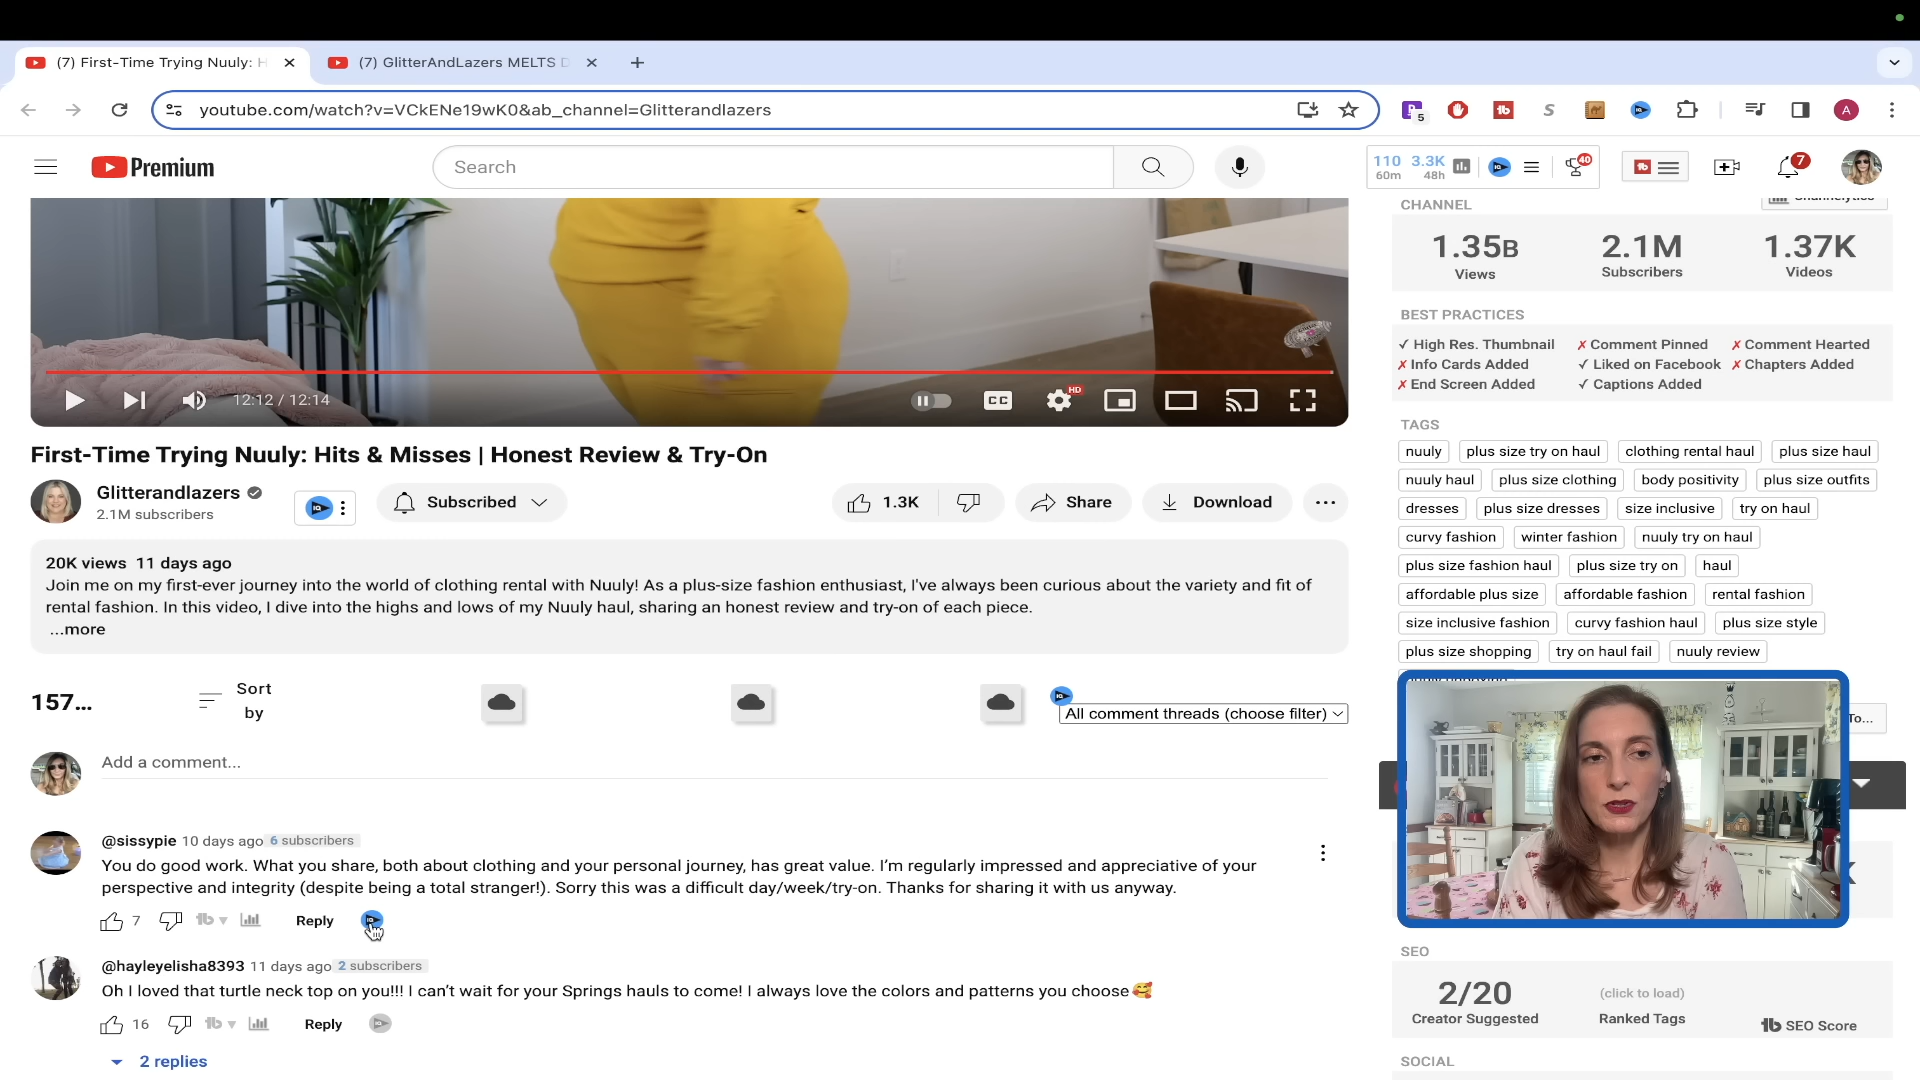 (7) First-Time Trying Nuuly: H
(7) GlitterAndLazers MELTS D
youtube.com/watch?v=VCkENe19wK0&ab_channel=Glitterandlazers
5
A
Premium
Search
110 3.3K
60m 48h
40
7
CHANNEL
1.35B 2.1M 1.37K
Views Subscribers Videos
BEST PRACTICES
✓ High Res. Thumbnail ✗ Comment Pinned ✗ Comment Hearted
✗ Info Cards Added ✓ Liked on Facebook ✗ Chapters Added
✗ End Screen Added ✓ Captions Added
12:12 / 12:14
CC
HD
TAGS
nuuly plus size try on haul clothing rental haul plus size haul
nuuly haul plus size clothing body positivity plus size outfits
dresses plus size dresses size inclusive try on haul
curvy fashion winter fashion nuuly try on haul
plus size fashion haul plus size try on haul
affordable plus size affordable fashion rental fashion
size inclusive fashion curvy fashion haul plus size style
plus size shopping try on haul fail nuuly review
First-Time Trying Nuuly: Hits & Misses | Honest Review & Try-On
Glitterandlazers
2.1M subscribers
IQ
Subscribed
1.3K
Share
Download
20K views 11 days ago
Join me on my first-ever journey into the world of clothing rental with Nuuly! As a plus-size fashion enthusiast, I've always been curious about the variety and fit of
rental fashion. In this video, I dive into the highs and lows of my Nuuly haul, sharing an honest review and try-on of each piece.
...more
157...
Sort
by
All comment threads (choose filter)
To...
Add a comment...
@sissypie 10 days ago 6 subscribers
You do good work. What you share, both about clothing and your personal journey, has great value. I'm regularly impressed and appreciative of your
perspective and integrity (despite being a total stranger!). Sorry this was a difficult day/week/try-on. Thanks for sharing it with us anyway.
7 tb Reply
@hayleyelisha8393 11 days ago 2 subscribers
Oh I loved that turtle neck top on you!!! I can't wait for your Springs hauls to come! I always love the colors and patterns you choose🥰
16 tb Reply
2 replies
SEO
2/20 (click to load)
Creator Suggested Ranked Tags tb SEO Score
SOCIAL